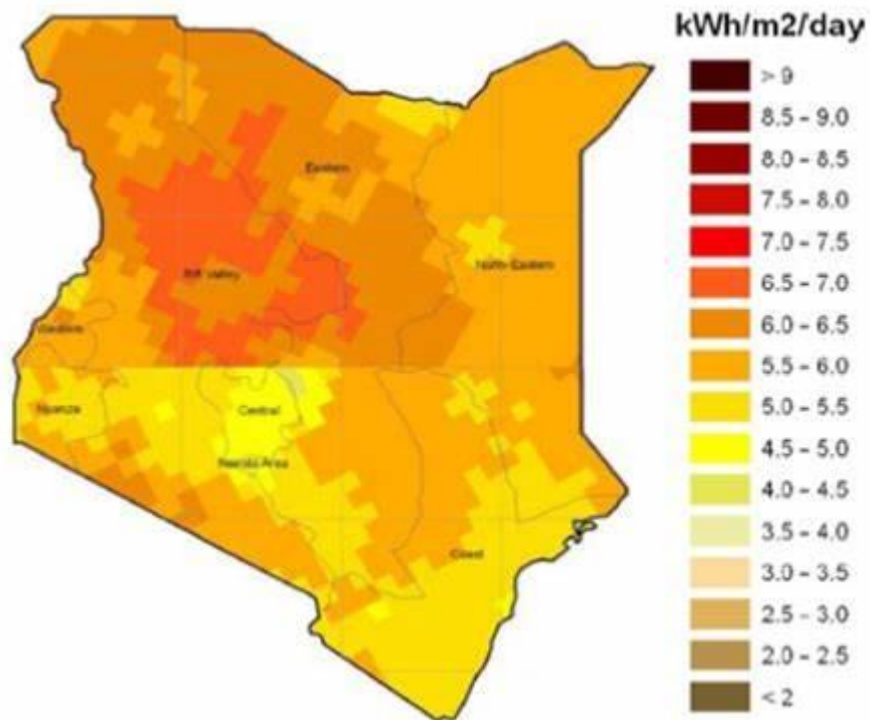 kWh/m2/day
> 9
8.5 - 9.0
8.0 - 8.5
7.5 - 8.0
7.0 - 7.5
6.5 - 7.0
6.0 - 6.5
5.5 - 6.0
5.0 - 5.5
4.5 - 5.0
4.0 - 4.5
3.5 - 4.0
3.0 - 3.5
2.5 - 3.0
2.0 - 2.5
< 2
Eastern
North-Eastern
Rift Valley
Western
Nyanza
Central
Nairobi Area
Coast